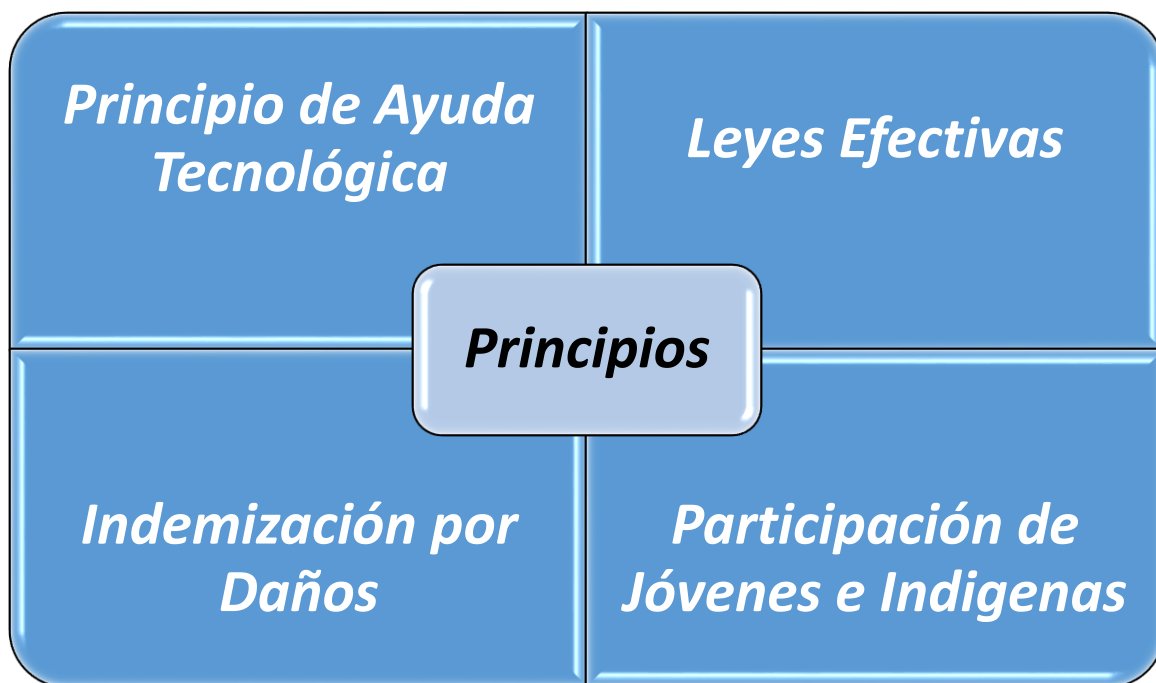 Principio de Ayuda
Tecnológica
Leyes Efectivas
Principios
Indemización por
Daños
Participación de
Jóvenes e Indigenas